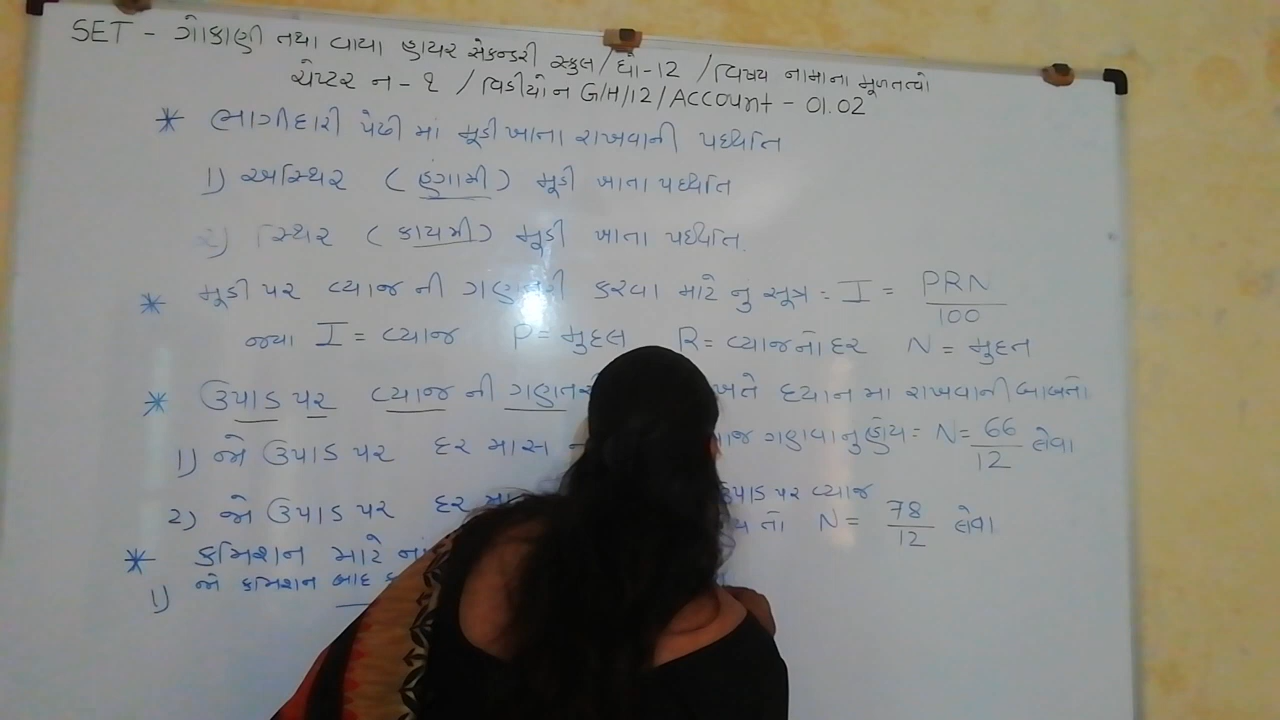 SET - ગોકાણી તથા વાયા હાયર સેકન્ડરી સ્કુલ / ધો-12 / વિષય નામાના મૂળતત્વો
ચેપ્ટર ન - ૧ / વિડીયો ન G/H/12/ACCount - 01.02
* ભાગીદારી પેઢી માં મૂડી ખાતા રાખવાની પધ્ધતિ
1) અસ્થિર (હંગામી) મૂડી ખાતા પધ્ધતિ
2) સ્થિર (કાયમી) મૂડી ખાતા પધ્ધતિ.
* મૂડી પર વ્યાજ ની ગણતરી કરવા માટે નુ સૂત્ર : I = PRN/100
જ્યા I = વ્યાજ P = મુદ્દલ R = વ્યાજનો દર N = મુદત
* ઉપાડ પર વ્યાજ ની ગણત ખતે ધ્યાન મા રાખવાની બાબતો
1) જો ઉપાડ પર દર માસ ાજ ગણવાનુ હોય = N = 66/12 લેવા
2) જો ઉપાડ પર દર મા ઉપાડ પર વ્યાજ
ય તો N = 78/12 લેવા
* કમિશન માટે ના
1) જો કમિશન બાદ ક